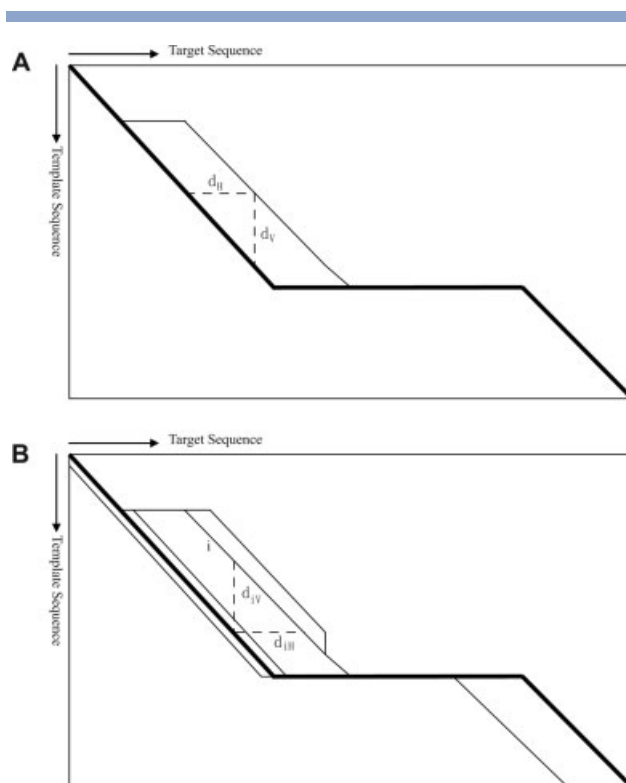 A
Target Sequence
Template Sequence
d_H
d_V
B
Target Sequence
Template Sequence
i
d_iV
d_iH